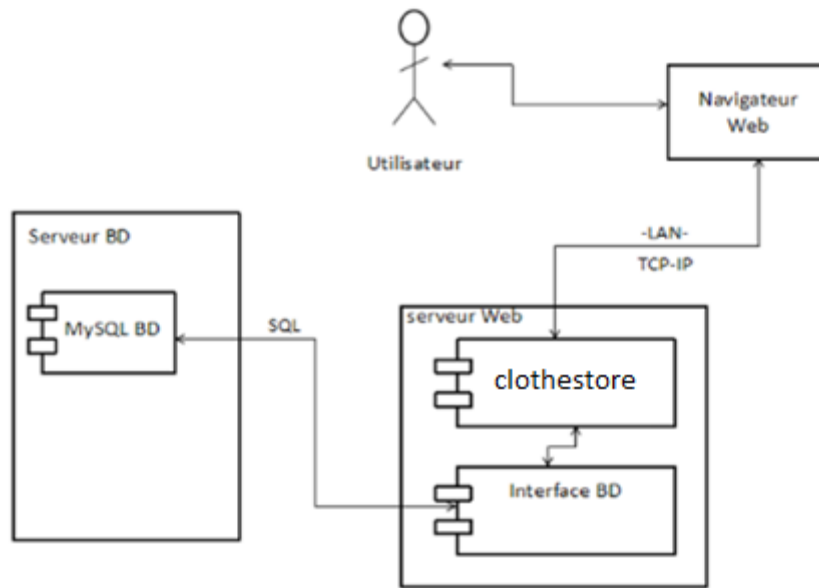 Navigateur
Web
Utilisateur
-LAN-
TCP-IP
Serveur BD
MySQL BD
SQL
serveur Web
clothestore
Interface BD